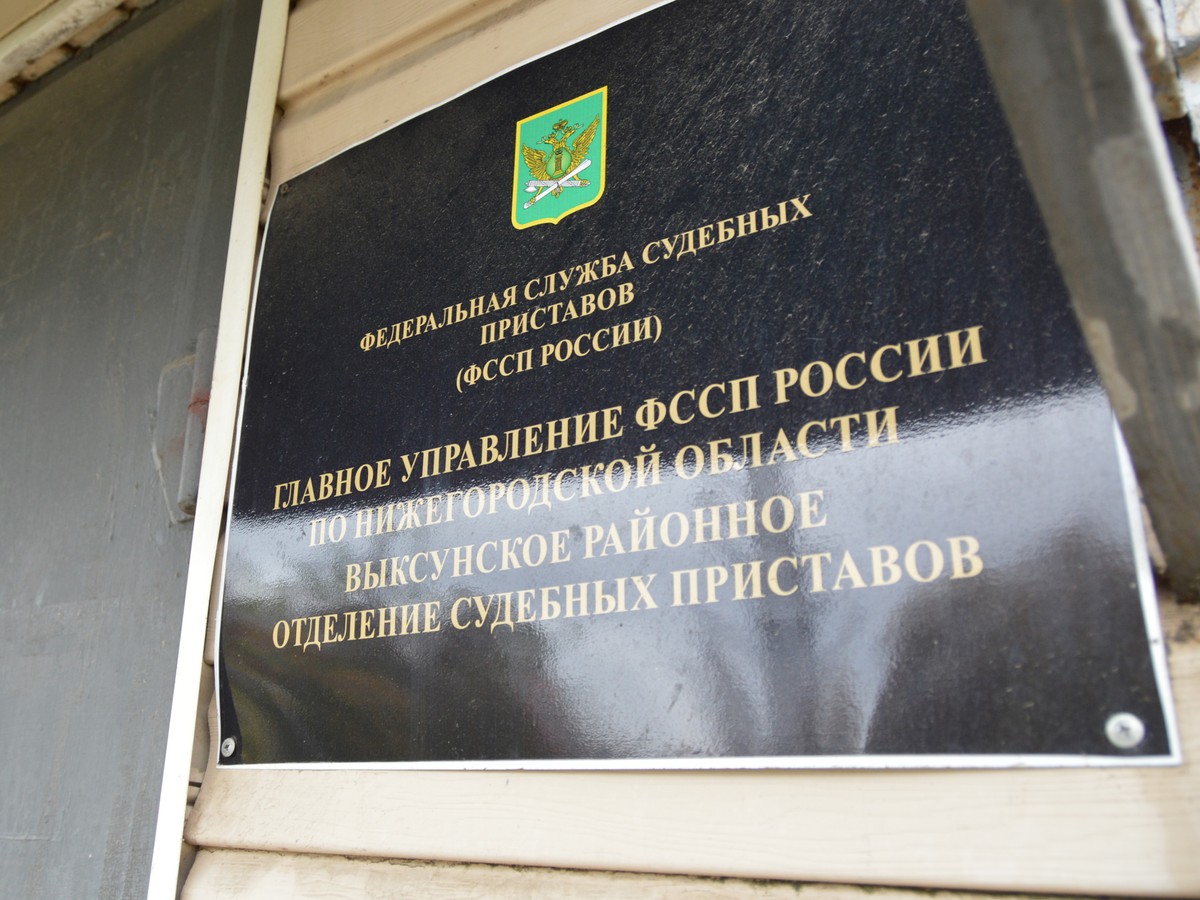 ФЕДЕРАЛЬНАЯ СЛУЖБА СУДЕБНЫХ
ПРИСТАВОВ
(ФССП РОССИИ)
ГЛАВНОЕ УПРАВЛЕНИЕ ФССП РОССИИ
ПО НИЖЕГОРОДСКОЙ ОБЛАСТИ
ВЫКСУНСКОЕ РАЙОННОЕ
ОТДЕЛЕНИЕ СУДЕБНЫХ ПРИСТАВОВ